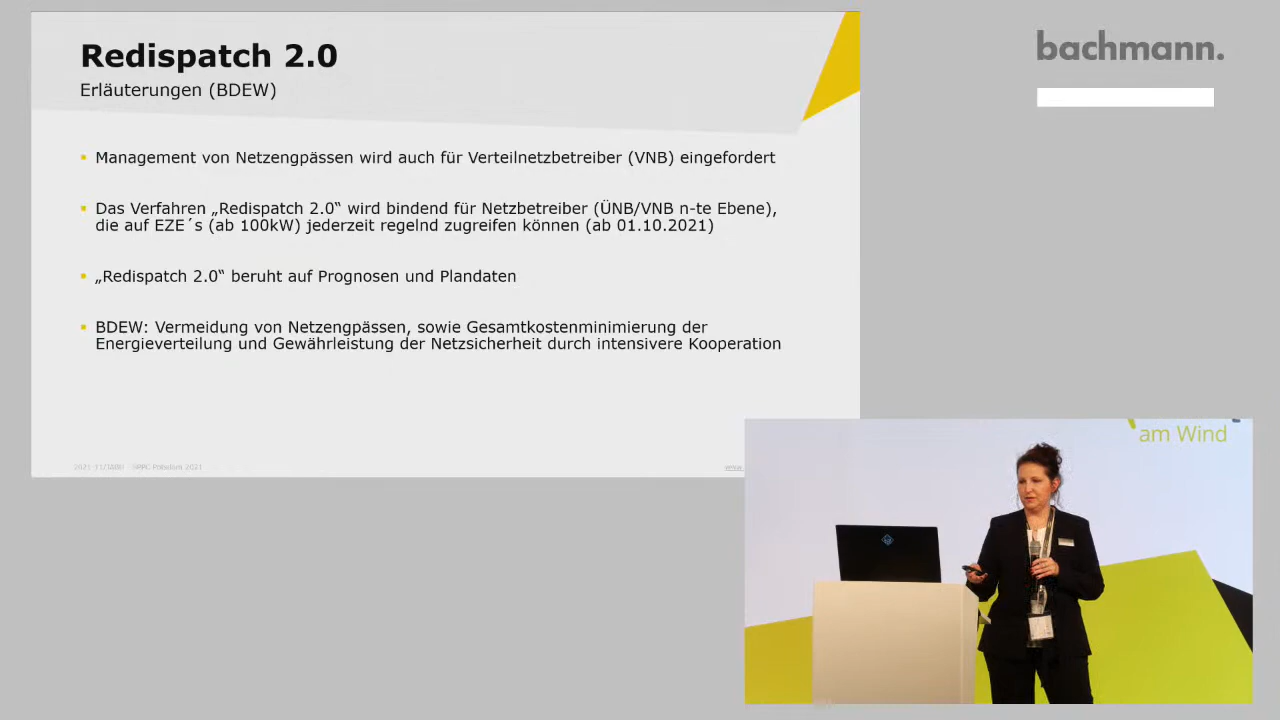 Redispatch 2.0
Erläuterungen (BDEW)
Management von Netzengpässen wird auch für Verteilnetzbetreiber (VNB) eingefordert
Das Verfahren „Redispatch 2.0“ wird bindend für Netzbetreiber (ÜNB/VNB n-te Ebene),
die auf EZE´s (ab 100kW) jederzeit regelnd zugreifen können (ab 01.10.2021)
„Redispatch 2.0“ beruht auf Prognosen und Plandaten
BDEW: Vermeidung von Netzengpässen, sowie Gesamtkostenminimierung der
Energieverteilung und Gewährleistung der Netzsicherheit durch intensivere Kooperation
bachmann.
am Wind